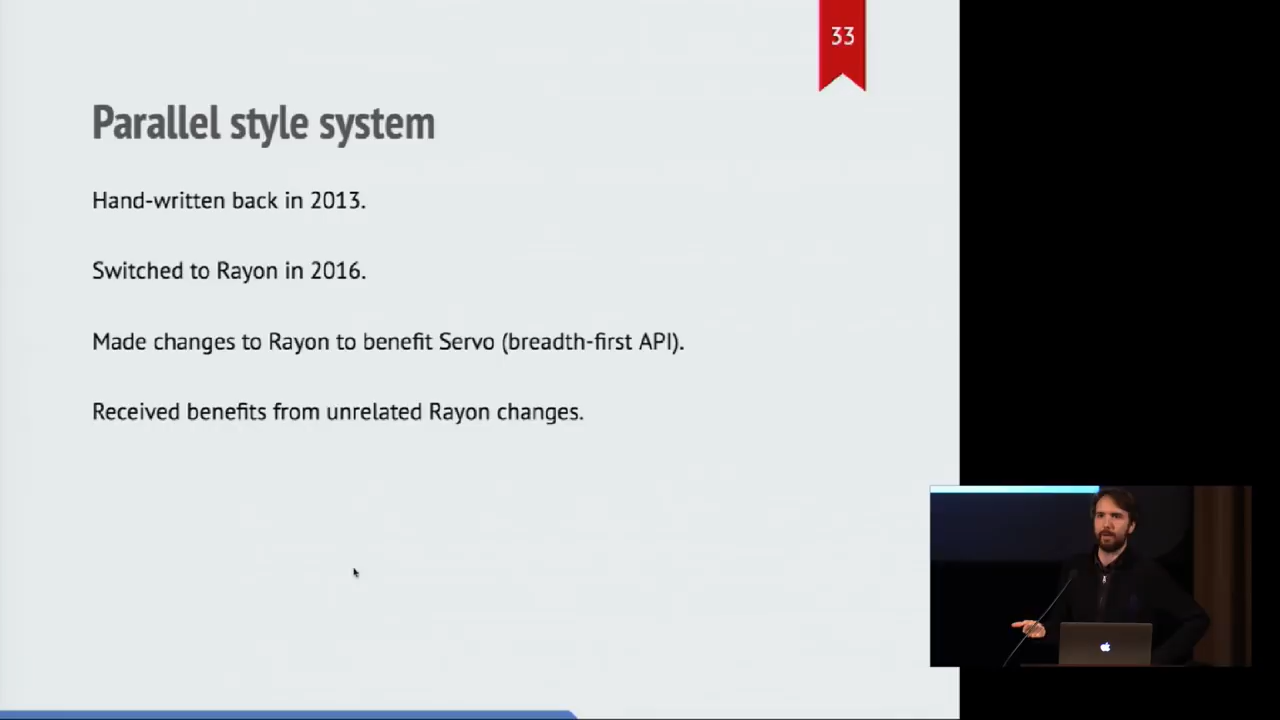 33
Parallel style system
Hand-written back in 2013.
Switched to Rayon in 2016.
Made changes to Rayon to benefit Servo (breadth-first API).
Received benefits from unrelated Rayon changes.